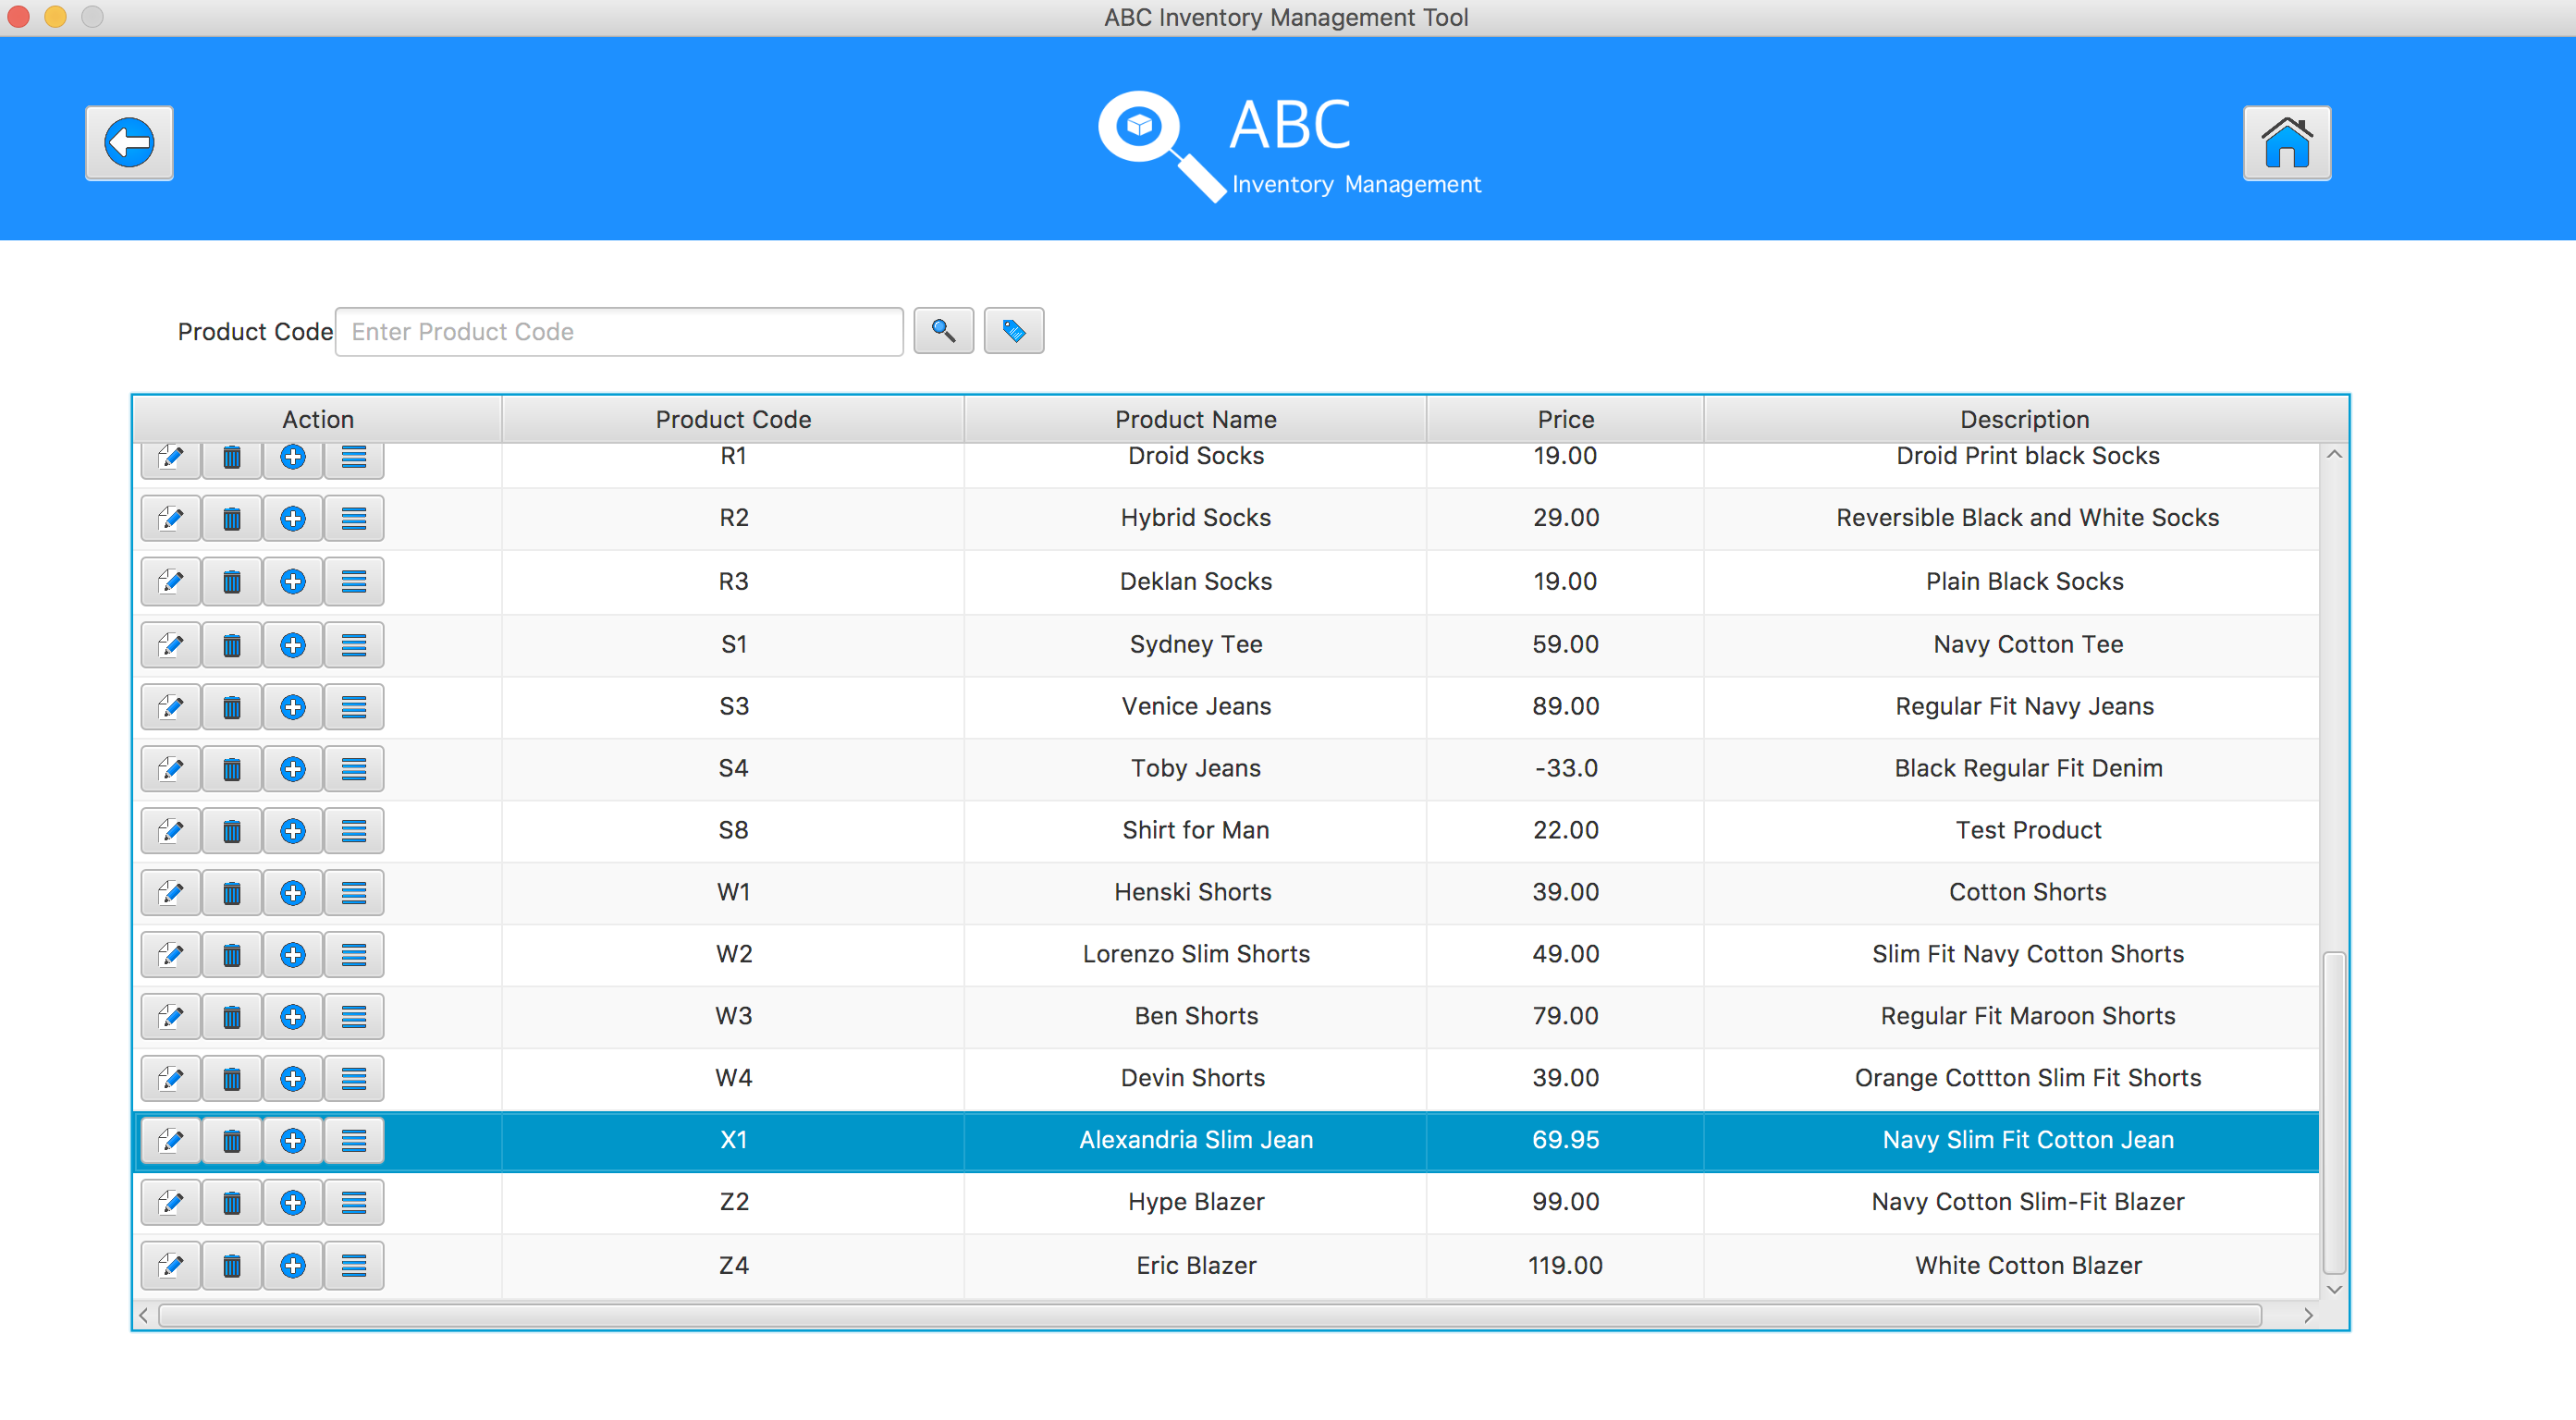 ABC Inventory Management Tool
ABC
Inventory Management
Product Code Enter Product Code
Action Product Code Product Name Price Description
R1 Droid Socks 19.00 Droid Print black Socks
R2 Hybrid Socks 29.00 Reversible Black and White Socks
R3 Deklan Socks 19.00 Plain Black Socks
S1 Sydney Tee 59.00 Navy Cotton Tee
S3 Venice Jeans 89.00 Regular Fit Navy Jeans
S4 Toby Jeans -33.0 Black Regular Fit Denim
S8 Shirt for Man 22.00 Test Product
W1 Henski Shorts 39.00 Cotton Shorts
W2 Lorenzo Slim Shorts 49.00 Slim Fit Navy Cotton Shorts
W3 Ben Shorts 79.00 Regular Fit Maroon Shorts
W4 Devin Shorts 39.00 Orange Cottton Slim Fit Shorts
X1 Alexandria Slim Jean 69.95 Navy Slim Fit Cotton Jean
Z2 Hype Blazer 99.00 Navy Cotton Slim-Fit Blazer
Z4 Eric Blazer 119.00 White Cotton Blazer